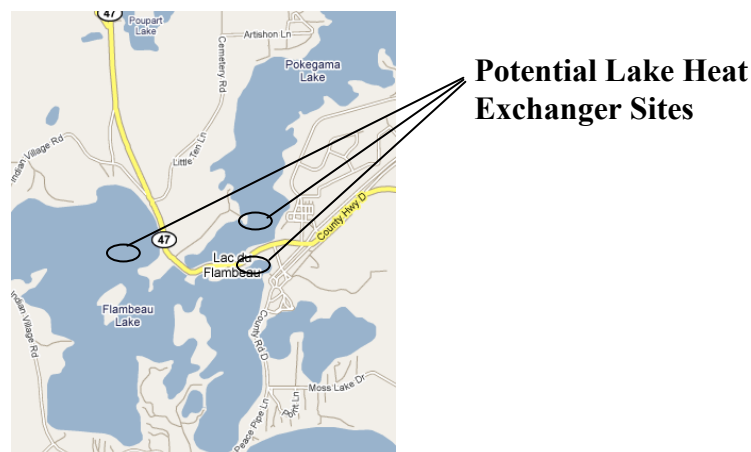 47
Poupart
Lake
Artishon Ln
Cemetery Rd
Pokegama
Lake
Potential Lake Heat
Exchanger Sites
Indian Village Rd
Little Ten Ln
County Hwy D
47
Lac du
Flambeau
Indian Village Rd
Flambeau
Lake
County Rd D
Moss Lake Dr
Peace Pipe Ln